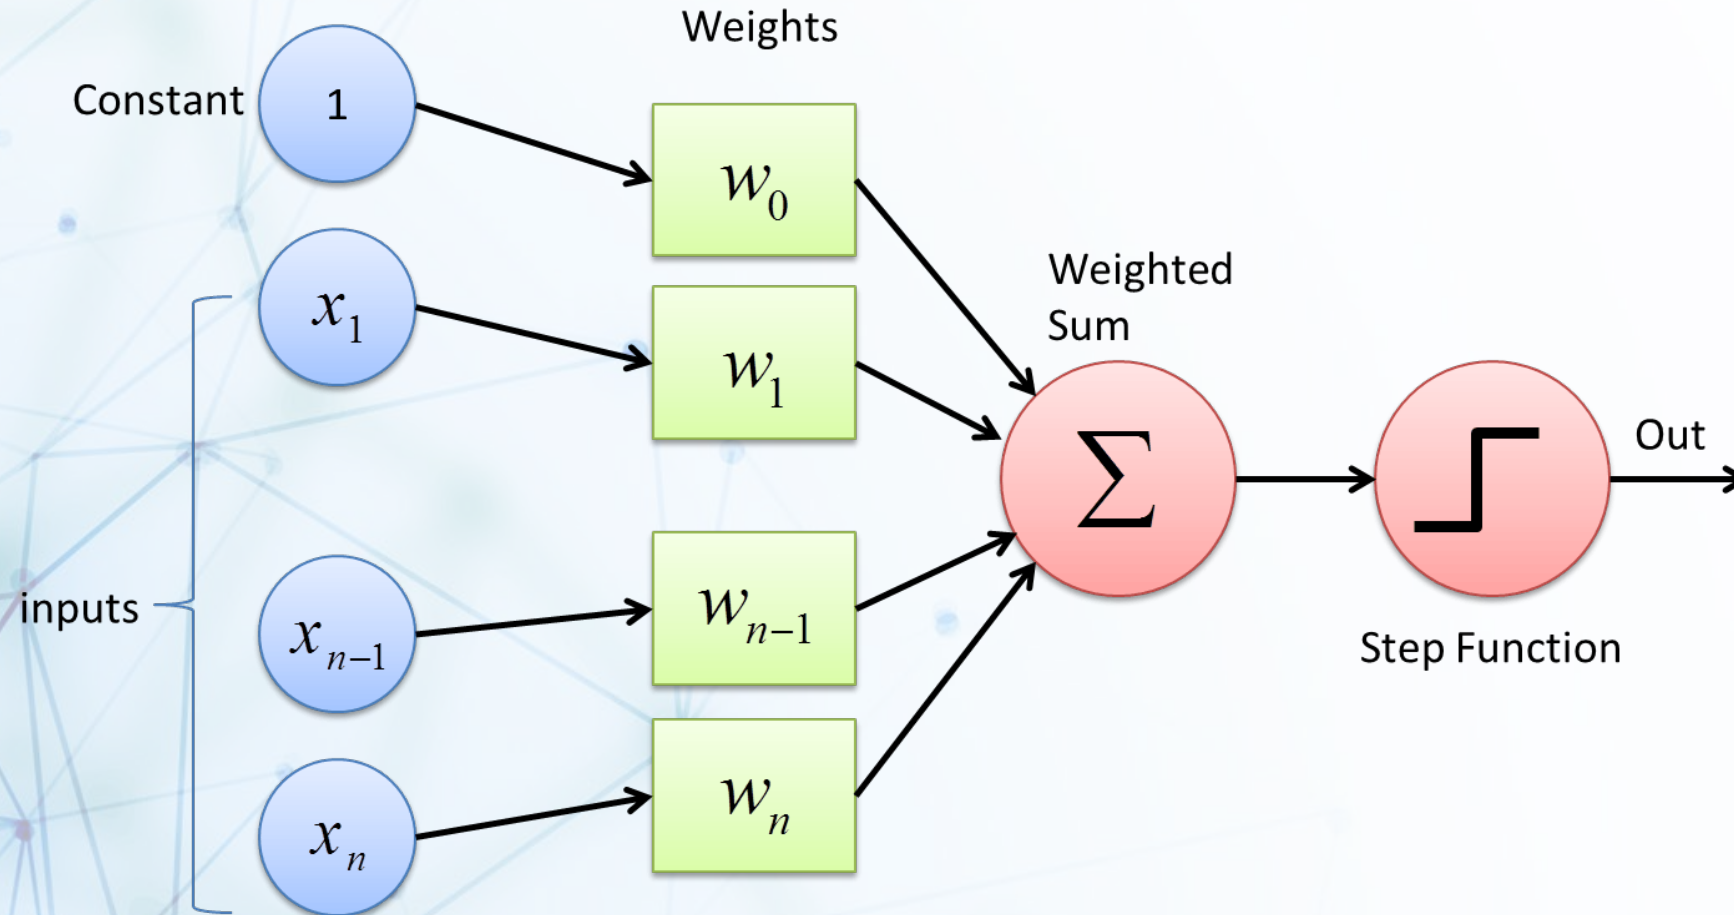 Weights
Constant
1
w₀
x₁
w₁
Weighted
Sum
Σ
Out
inputs
xₙ₋₁
wₙ₋₁
Step Function
xₙ
wₙ